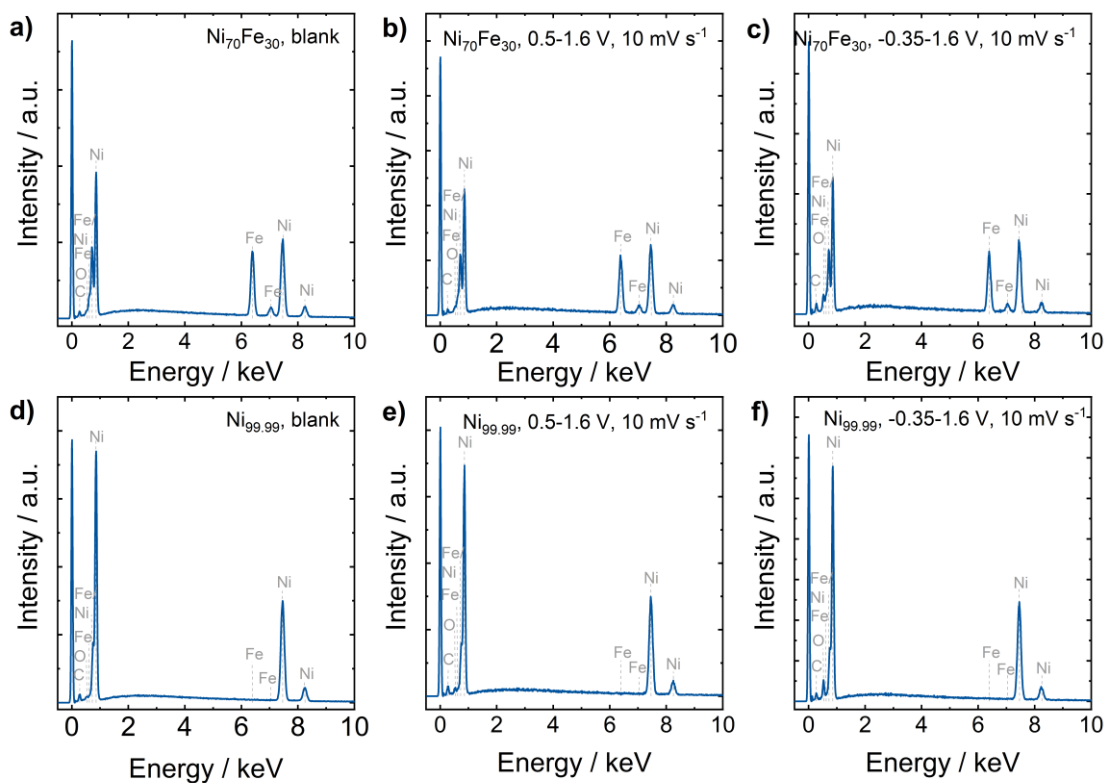 a)
Ni70Fe30, blank
Intensity / a.u.
Ni
Fe/
Ni
Fe
O
C
Fe
Fe
Ni
Ni
0 2 4 6 8 10
Energy / keV
b)
Ni70Fe30, 0.5-1.6 V, 10 mV s-1
Intensity / a.u.
Ni
Fe/
Ni
Fe
O
C
Fe
Fe
Ni
Ni
0 2 4 6 8 10
Energy / keV
c)
Ni70Fe30, -0.35-1.6 V, 10 mV s-1
Intensity / a.u.
Ni
Fe/
Ni
Fe
O
C
Fe
Fe
Ni
Ni
0 2 4 6 8 10
Energy / keV
d)
Ni99.99, blank
Intensity / a.u.
Ni
Fe/
Ni
Fe
O
C
Fe
Fe
Ni
Ni
0 2 4 6 8 10
Energy / keV
e)
Ni99.99, 0.5-1.6 V, 10 mV s-1
Intensity / a.u.
Ni
Fe/
Ni
Fe
O
C
Fe
Fe
Ni
Ni
0 2 4 6 8 10
Energy / keV
f)
Ni99.99, -0.35-1.6 V, 10 mV s-1
Intensity / a.u.
Ni
Fe/
Ni
Fe
O
C
Fe
Fe
Ni
Ni
0 2 4 6 8 10
Energy / keV